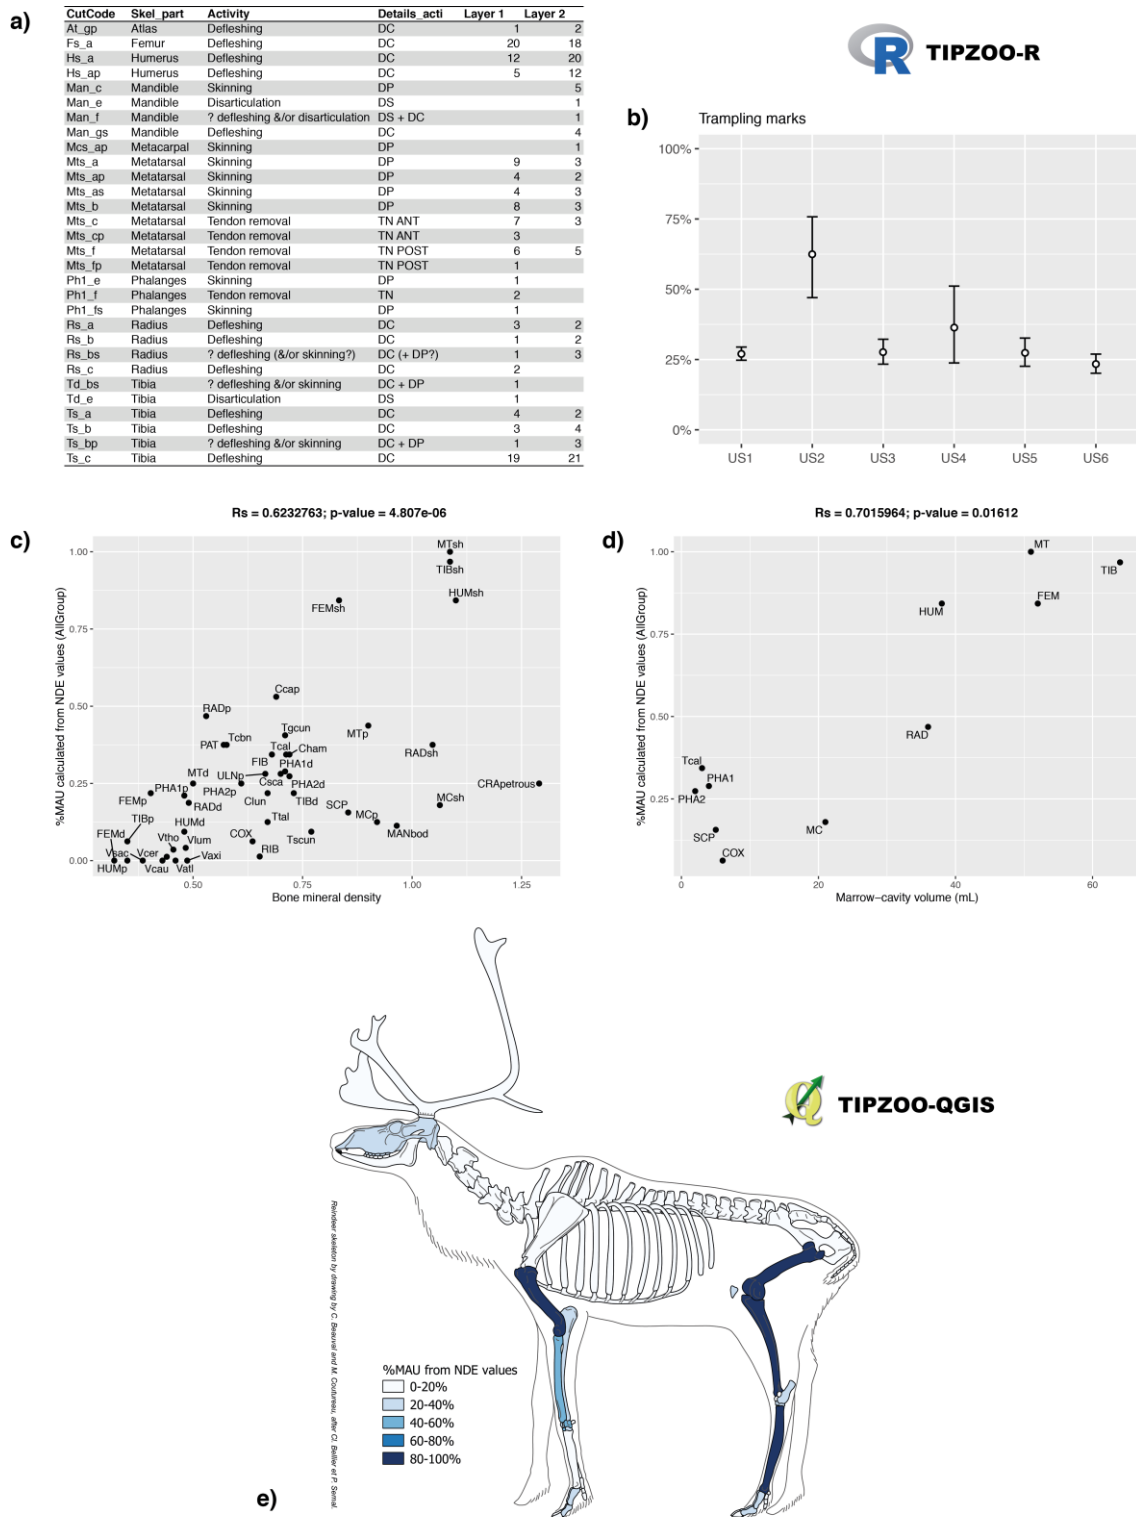 a)
CutCode Skel_part Activity Details_acti Layer 1 Layer 2
At_gp Atlas Defleshing DC 1 2
Fs_a Femur Defleshing DC 20 18
Hs_a Humerus Defleshing DC 12 20
Hs_ap Humerus Defleshing DC 5 12
Man_c Mandible Skinning DP 5
Man_e Mandible Disarticulation DS 1
Man_f Mandible ? defleshing &/or disarticulation DS + DC 1
Man_gs Mandible Defleshing DC 4
Mcs_ap Metacarpal Skinning DP 1
Mts_a Metatarsal Skinning DP 9 3
Mts_ap Metatarsal Skinning DP 4 2
Mts_as Metatarsal Skinning DP 4 3
Mts_b Metatarsal Skinning DP 8 3
Mts_c Metatarsal Tendon removal TN ANT 7 3
Mts_cp Metatarsal Tendon removal TN ANT 3
Mts_f Metatarsal Tendon removal TN POST 6 5
Mts_fp Metatarsal Tendon removal TN POST 1
Ph1_e Phalanges Skinning DP 1
Ph1_f Phalanges Tendon removal TN 2
Ph1_fs Phalanges Skinning DP 1
Rs_a Radius Defleshing DC 3 2
Rs_b Radius Defleshing DC 1 2
Rs_bs Radius ? defleshing (&/or skinning?) DC (+ DP?) 1 3
Rs_c Radius Defleshing DC 2
Td_bs Tibia ? defleshing &/or skinning DC + DP 1
Td_e Tibia Disarticulation DS 1
Ts_a Tibia Defleshing DC 4 2
Ts_b Tibia Defleshing DC 3 4
Ts_bp Tibia ? defleshing &/or skinning DC + DP 1 3
Ts_c Tibia Defleshing DC 19 21
R TIPZOO-R
b)
Trampling marks
100%
75%
50%
25%
0%
US1 US2 US3 US4 US5 US6
Rs = 0.6232763; p-value = 4.807e-06
c)
%MAU calculated from NDE values (AllGroup)
1.00
0.75
0.50
0.25
0.00
MTsh
TIBsh
HUMsh
FEMsh
Ccap
RADp
Tgcun
MTp
PAT Tcbn
Tcal Cham
RADsh
FIB
PHA1d
ULNp
Csca PHA2d
CRApetrous
MTd
PHA1p PHA2p
FEMp RADd Clun TIBd
MCsh
SCP
TIBp
HUMd
Ttal
MCp
MANbod
FEMd
Vtho Vlum
COX
Tscun
Vsac Vcer Vaxi
RIB
HUMp Vcau Vatl
0.50 0.75 1.00 1.25
Bone mineral density
Rs = 0.7015964; p-value = 0.01612
d)
%MAU calculated from NDE values (AllGroup)
1.00
0.75
0.50
0.25
MT
TIB
FEM
HUM
RAD
Tcal
PHA1
PHA2
SCP
MC
COX
0 20 40 60
Marrow-cavity volume (mL)
Q TIPZOO-QGIS
Reindeer skeleton by drawing by C. Beauval and M. Coutureau, after Cl. Bellier et P. Semal.
%MAU from NDE values
0-20%
20-40%
40-60%
60-80%
80-100%
e)